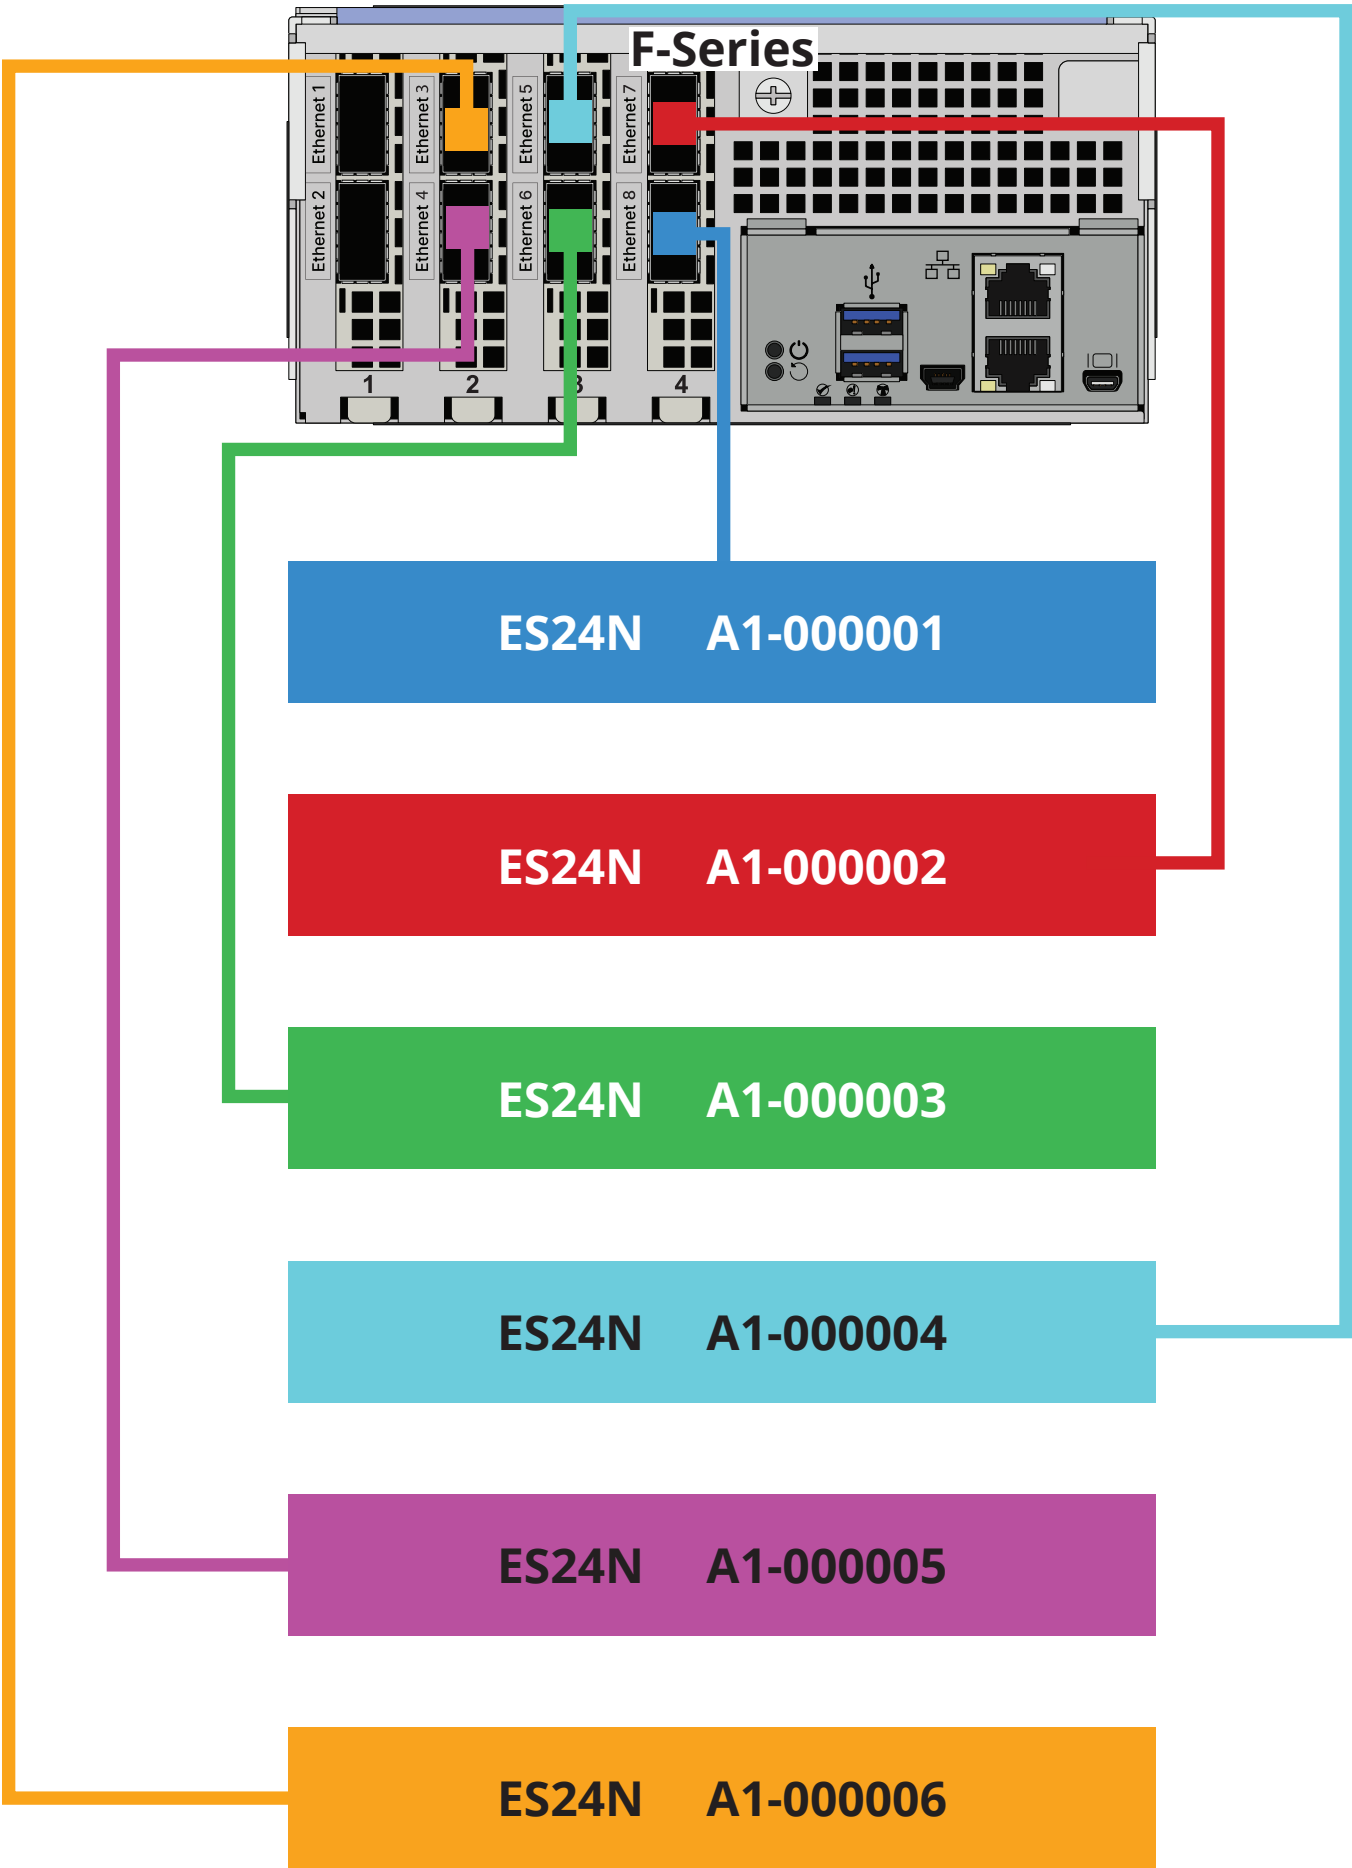 F-Series
Ethernet 1
Ethernet 3
Ethernet 5
Ethernet 7
Ethernet 2
Ethernet 4
Ethernet 6
Ethernet 8
1 2 3 4
ES24N A1-000001
ES24N A1-000002
ES24N A1-000003
ES24N A1-000004
ES24N A1-000005
ES24N A1-000006